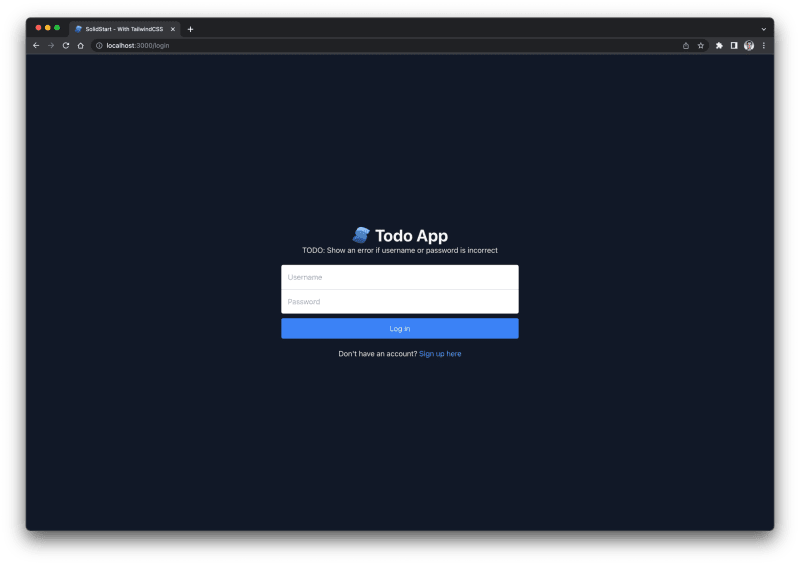 SolidStart - With TailwindCSS
localhost:3000/login
Todo App
TODO: Show an error if username or password is incorrect
Username
Password
Log in
Don't have an account? Sign up here